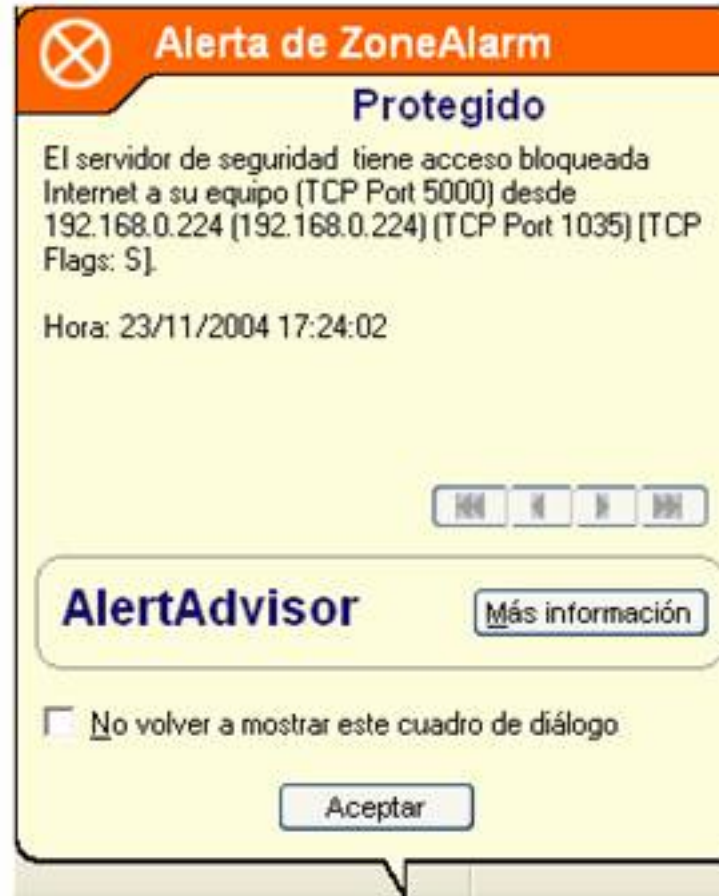 Alerta de ZoneAlarm
Protegido
El servidor de seguridad tiene acceso bloqueada
Internet a su equipo (TCP Port 5000) desde
192.168.0.224 (192.168.0.224) (TCP Port 1035) [TCP
Flags: S].
Hora: 23/11/2004 17:24:02
AlertAdvisor
Más información
No volver a mostrar este cuadro de diálogo
Aceptar